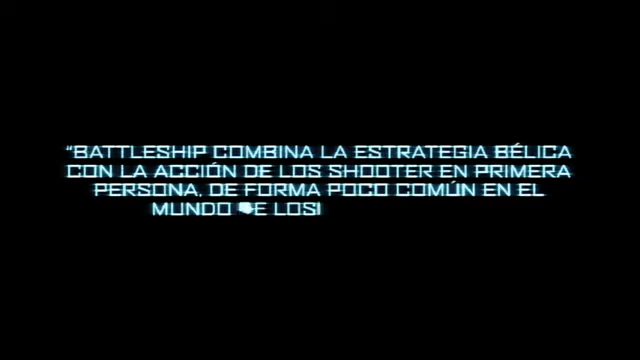 "BATTLESHIP COMBINA LA ESTRATEGIA BÉLICA
CON LA ACCIÓN DE LOS SHOOTER EN PRIMERA
PERSONA, DE FORMA POCO COMÚN EN EL
MUNDO DE LOS